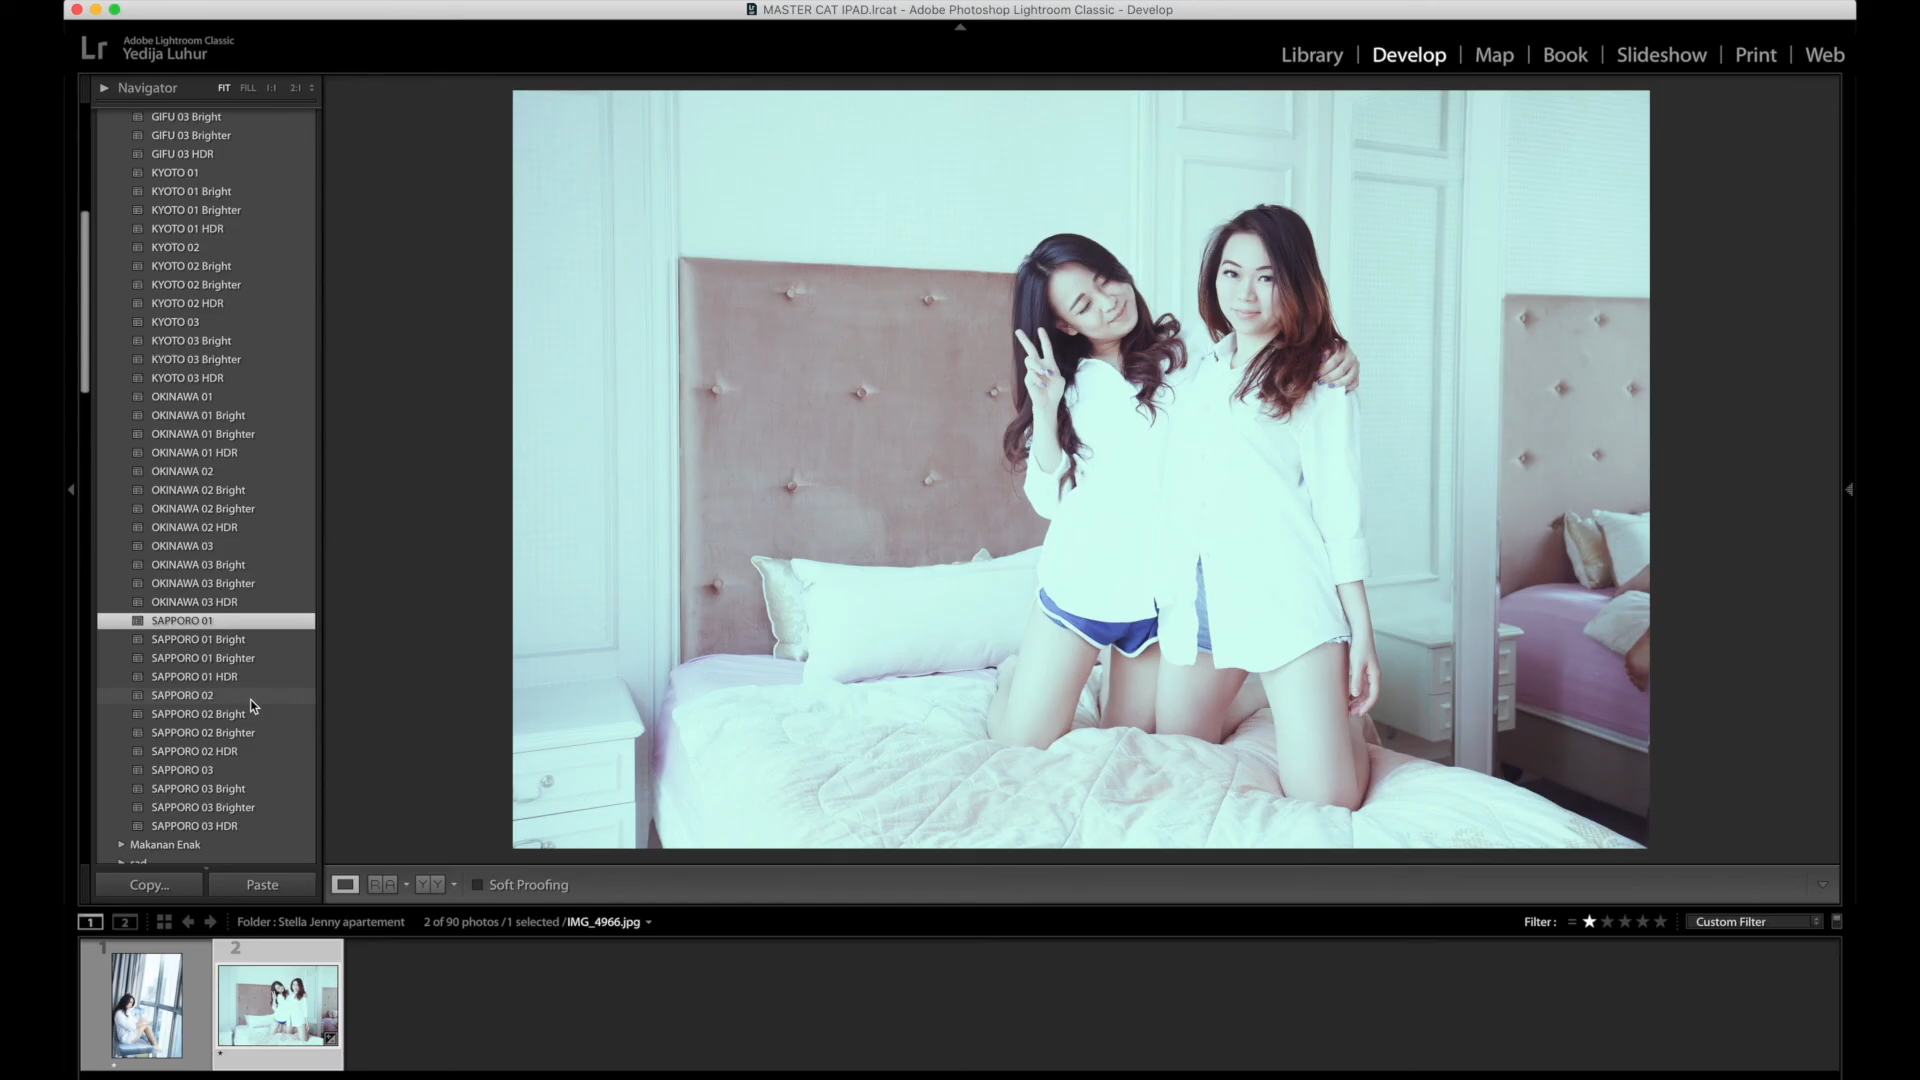 MASTER CAT IPAD.lrcat - Adobe Photoshop Lightroom Classic - Develop
Lr
Adobe Lightroom Classic
Yedija Luhur
Library | Develop | Map | Book | Slideshow | Print | Web
Navigator FIT FILL 1:1 2:1
GIFU 03 Bright
GIFU 03 Brighter
GIFU 03 HDR
KYOTO 01
KYOTO 01 Bright
KYOTO 01 Brighter
KYOTO 01 HDR
KYOTO 02
KYOTO 02 Bright
KYOTO 02 Brighter
KYOTO 02 HDR
KYOTO 03
KYOTO 03 Bright
KYOTO 03 Brighter
KYOTO 03 HDR
OKINAWA 01
OKINAWA 01 Bright
OKINAWA 01 Brighter
OKINAWA 01 HDR
OKINAWA 02
OKINAWA 02 Bright
OKINAWA 02 Brighter
OKINAWA 02 HDR
OKINAWA 03
OKINAWA 03 Bright
OKINAWA 03 Brighter
OKINAWA 03 HDR
SAPPORO 01
SAPPORO 01 Bright
SAPPORO 01 Brighter
SAPPORO 01 HDR
SAPPORO 02
SAPPORO 02 Bright
SAPPORO 02 Brighter
SAPPORO 02 HDR
SAPPORO 03
SAPPORO 03 Bright
SAPPORO 03 Brighter
SAPPORO 03 HDR
Makanan Enak
Copy... Paste
R A Y Y Soft Proofing
1 2 Folder : Stella Jenny apartement 2 of 90 photos /1 selected /IMG_4966.jpg Filter : Custom Filter
1 2